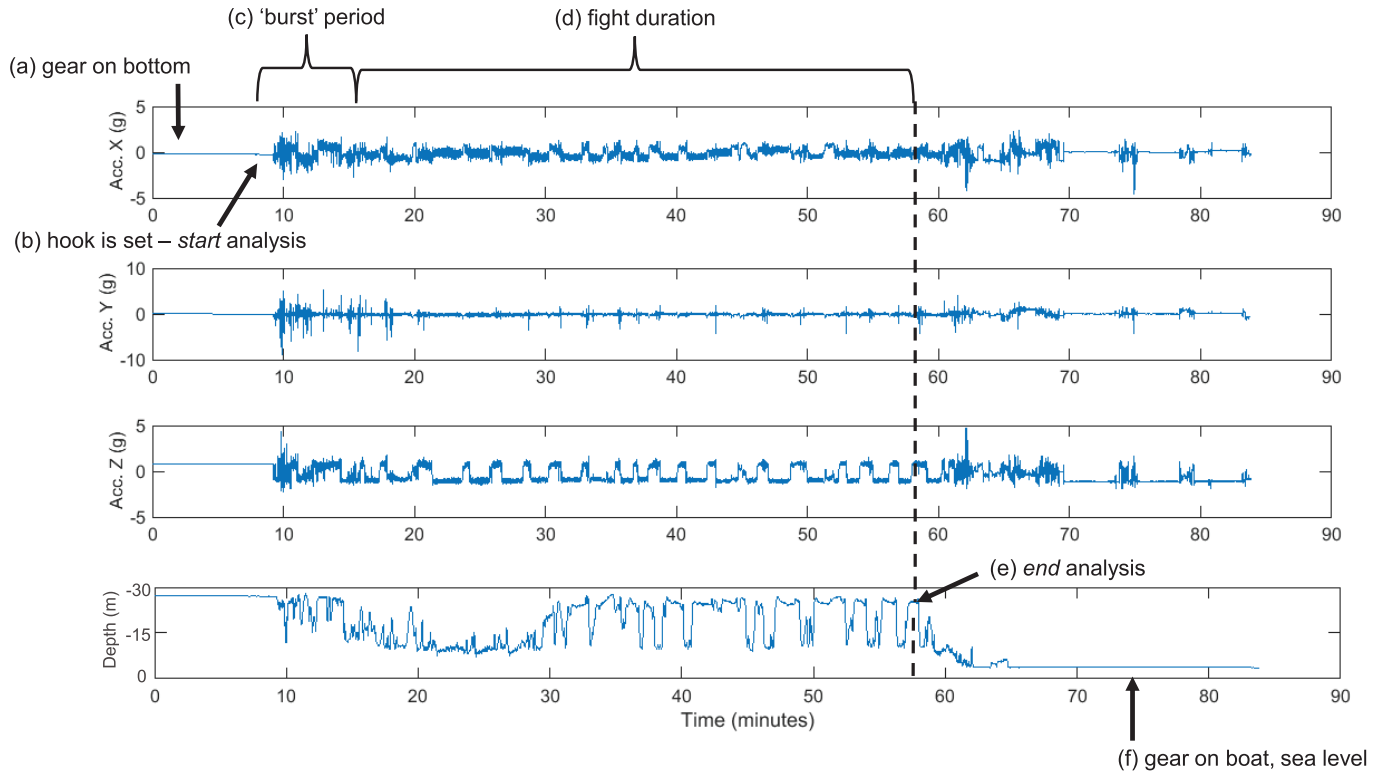 (c) ‘burst’ period
(d) fight duration
(a) gear on bottom
5
0
-5
Acc. X (g)
0 10 20 30 40 50 60 70 80 90
(b) hook is set – start analysis
10
0
-10
Acc. Y (g)
0 10 20 30 40 50 60 70 80 90
5
0
-5
Acc. Z (g)
0 10 20 30 40 50 60 70 80 90
(e) end analysis
-30
-15
0
Depth (m)
0 10 20 30 40 50 60 70 80 90
Time (minutes)
(f) gear on boat, sea level